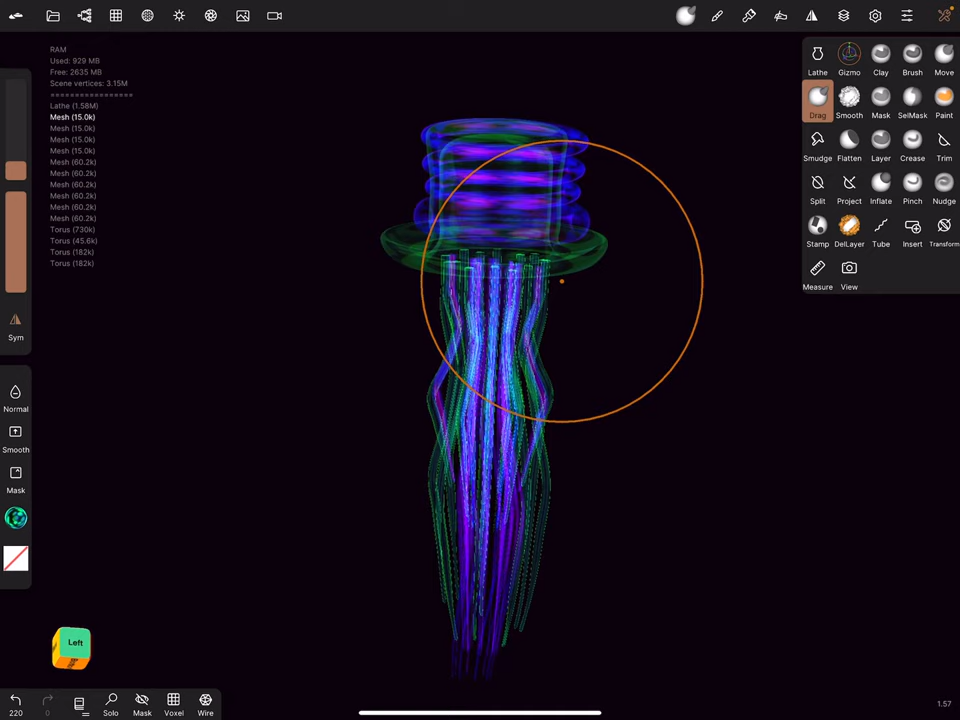 RAM
Used: 929 MB
Free: 2635 MB
Scene vertices: 3.15M
=================
Lathe (1.58M)
Mesh (15.0k)
Mesh (15.0k)
Mesh (15.0k)
Mesh (15.0k)
Mesh (60.2k)
Mesh (60.2k)
Mesh (60.2k)
Mesh (60.2k)
Mesh (60.2k)
Mesh (60.2k)
Torus (730k)
Torus (45.6k)
Torus (182k)
Torus (182k)
Lathe Gizmo Clay Brush Move
Drag Smooth Mask SelMask Paint
Smudge Flatten Layer Crease Trim
Split Project Inflate Pinch Nudge
Stamp DelLayer Tube Insert Transform
Measure View
Sym
Normal
Smooth
Mask
Left
220 0 Solo Mask Voxel Wire
1.57